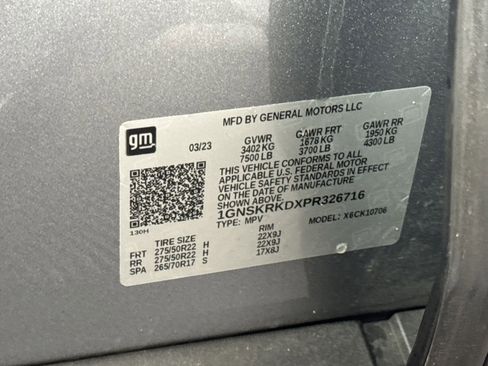 gm
MFD BY GENERAL MOTORS LLC
03/23
GVWR GAWR FRT GAWR RR
3402 KG 1678 KG 1950 KG
7500 LB 3700 LB 4300 LB
THIS VEHICLE CONFORMS TO ALL
APPLICABLE U.S. FEDERAL MOTOR
VEHICLE SAFETY STANDARDS IN EFFECT
ON THE DATE OF MANUFACTURE
SHOWN ABOVE.
1GNSKRKDXPR326716
TYPE: MPV MODEL: X6CK10706
130H
TIRE SIZE RIM
FRT 275/50R22 H 22X9J
RR 275/50R22 H 22X9J
SPA 265/70R17 S 17X8J